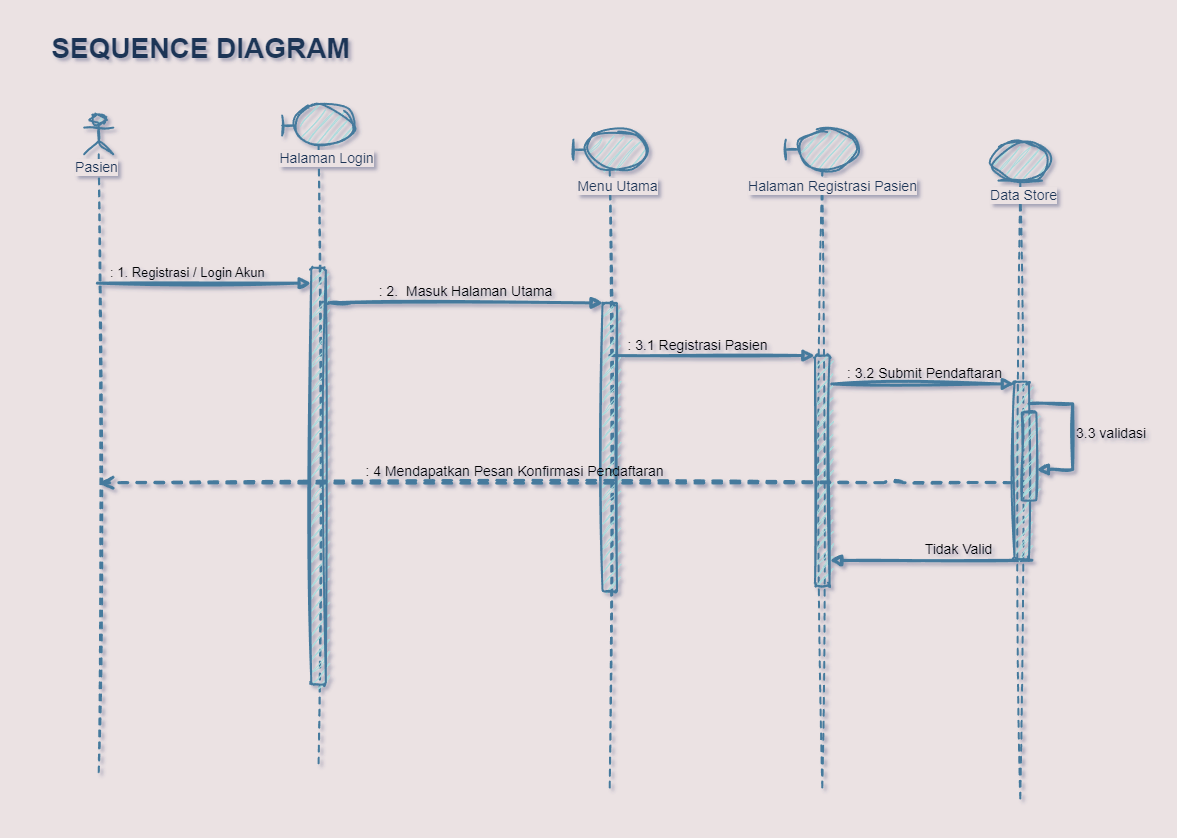 SEQUENCE DIAGRAM
Pasien
Halaman Login
Menu Utama
Halaman Registrasi Pasien
Data Store
: 1. Registrasi / Login Akun
: 2.  Masuk Halaman Utama
: 3.1 Registrasi Pasien
: 3.2 Submit Pendaftaran
3.3 validasi
: 4 Mendapatkan Pesan Konfirmasi Pendaftaran
Tidak Valid